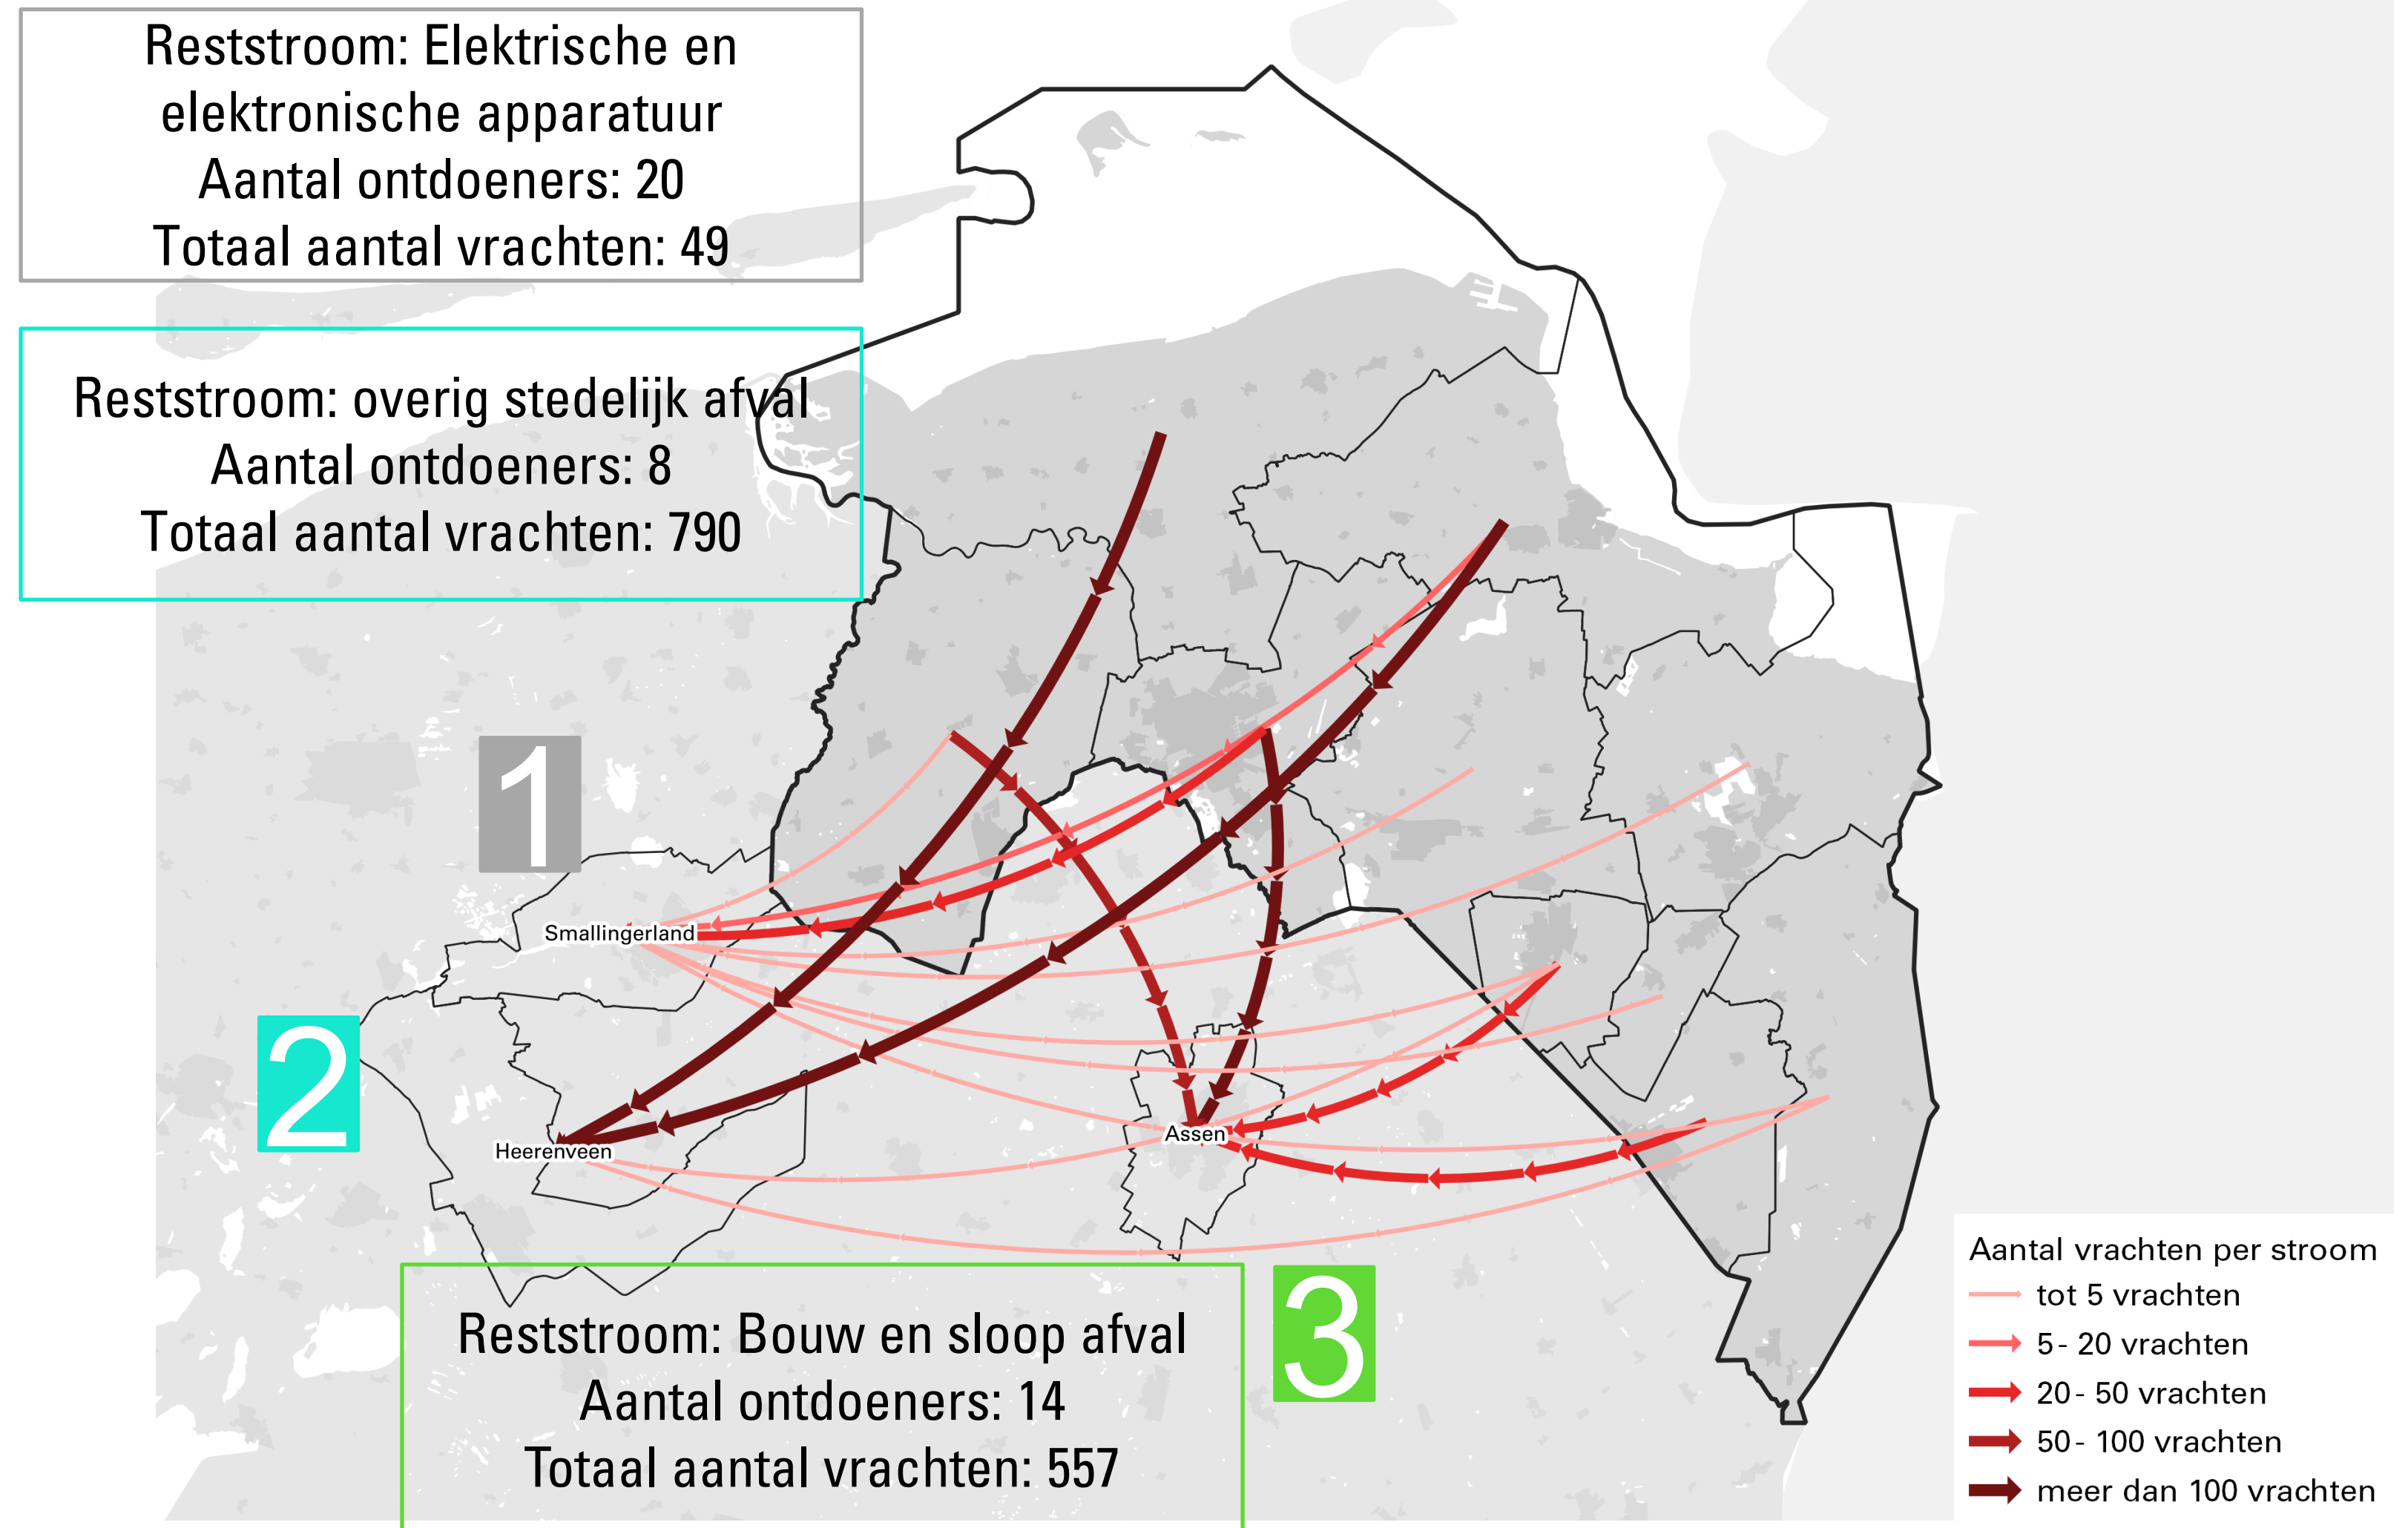 Reststroom: Elektrische en
elektronische apparatuur
Aantal ontdoeners: 20
Totaal aantal vrachten: 49
Reststroom: overig stedelijk afval
Aantal ontdoeners: 8
Totaal aantal vrachten: 790
1
Smallingerland
2
Heerenveen
Assen
3
Reststroom: Bouw en sloop afval
Aantal ontdoeners: 14
Totaal aantal vrachten: 557
Aantal vrachten per stroom
tot 5 vrachten
5 - 20 vrachten
20 - 50 vrachten
50 - 100 vrachten
meer dan 100 vrachten